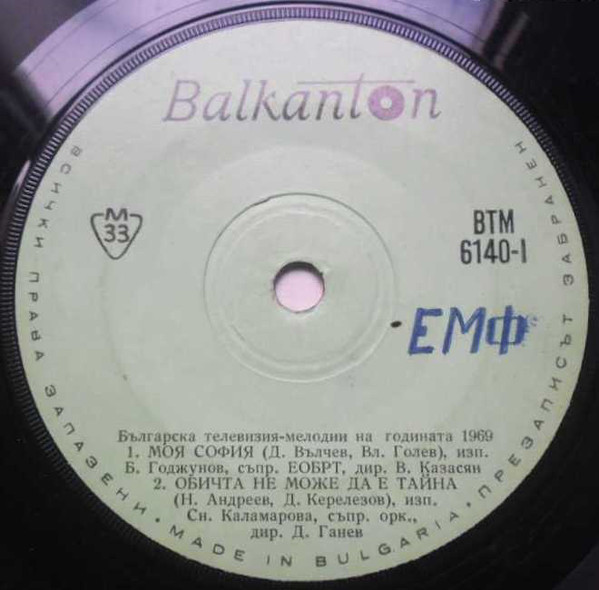 Balkanton
ВСИЧКИ ПРАВА ЗАПАЗЕНИ • MADE IN BULGARIA • ПРЕЗАПИСЪТ ЗАБРАНЕН
М
33
ВТМ
6140-I
ЕМФ
Българска телевизия-мелодии на годината 1969
1. МОЯ СОФИЯ (Д. Вълчев, Вл. Голев), изп.
Б. Годжунов, съпр. ЕОБРТ, дир. В. Казасян
2. ОБИЧТА НЕ МОЖЕ ДА Е ТАЙНА
(Н. Андреев, Д. Керелезов), изп.
Сн. Каламарова, съпр. орк.,
дир. Д. Ганев